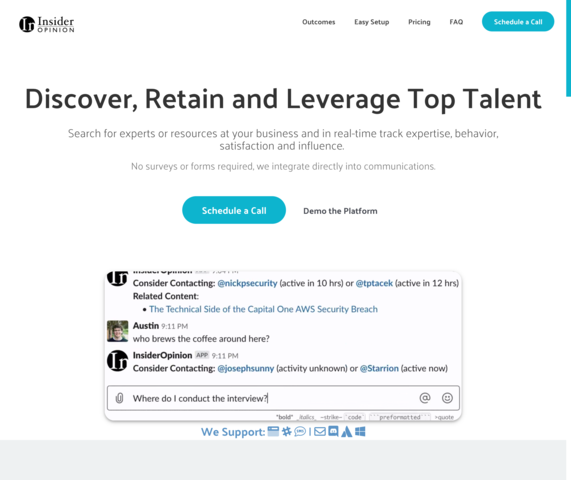 Insider
OPINION
Outcomes Easy Setup Pricing FAQ Schedule a Call
Discover, Retain and Leverage Top Talent
Search for experts or resources at your business and in real-time track expertise, behavior,
satisfaction and influence.
No surveys or forms required, we integrate directly into communications.
Schedule a Call Demo the Platform
Consider Contacting: @nickpsecurity (active in 10 hrs) or @tptacek (active in 12 hrs)
Related Content:
• The Technical Side of the Capital One AWS Security Breach
Austin 9:11 PM
who brews the coffee around here?
InsiderOpinion APP 9:11 PM
Consider Contacting: @josephsunny (activity unknown) or @Starrion (active now)
Where do I conduct the interview?
*bold* _italics_ ~strike~ `code` ```preformatted``` >quote
We Support: |